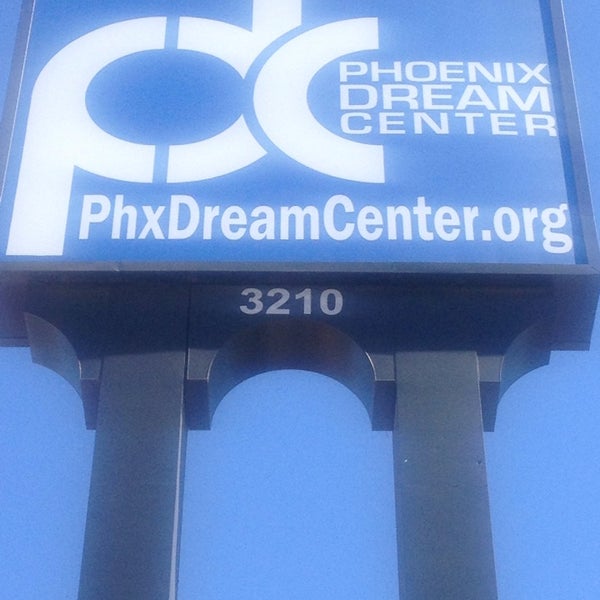 pdc
PHOENIX
DREAM
CENTER
PhxDreamCenter.org
3210